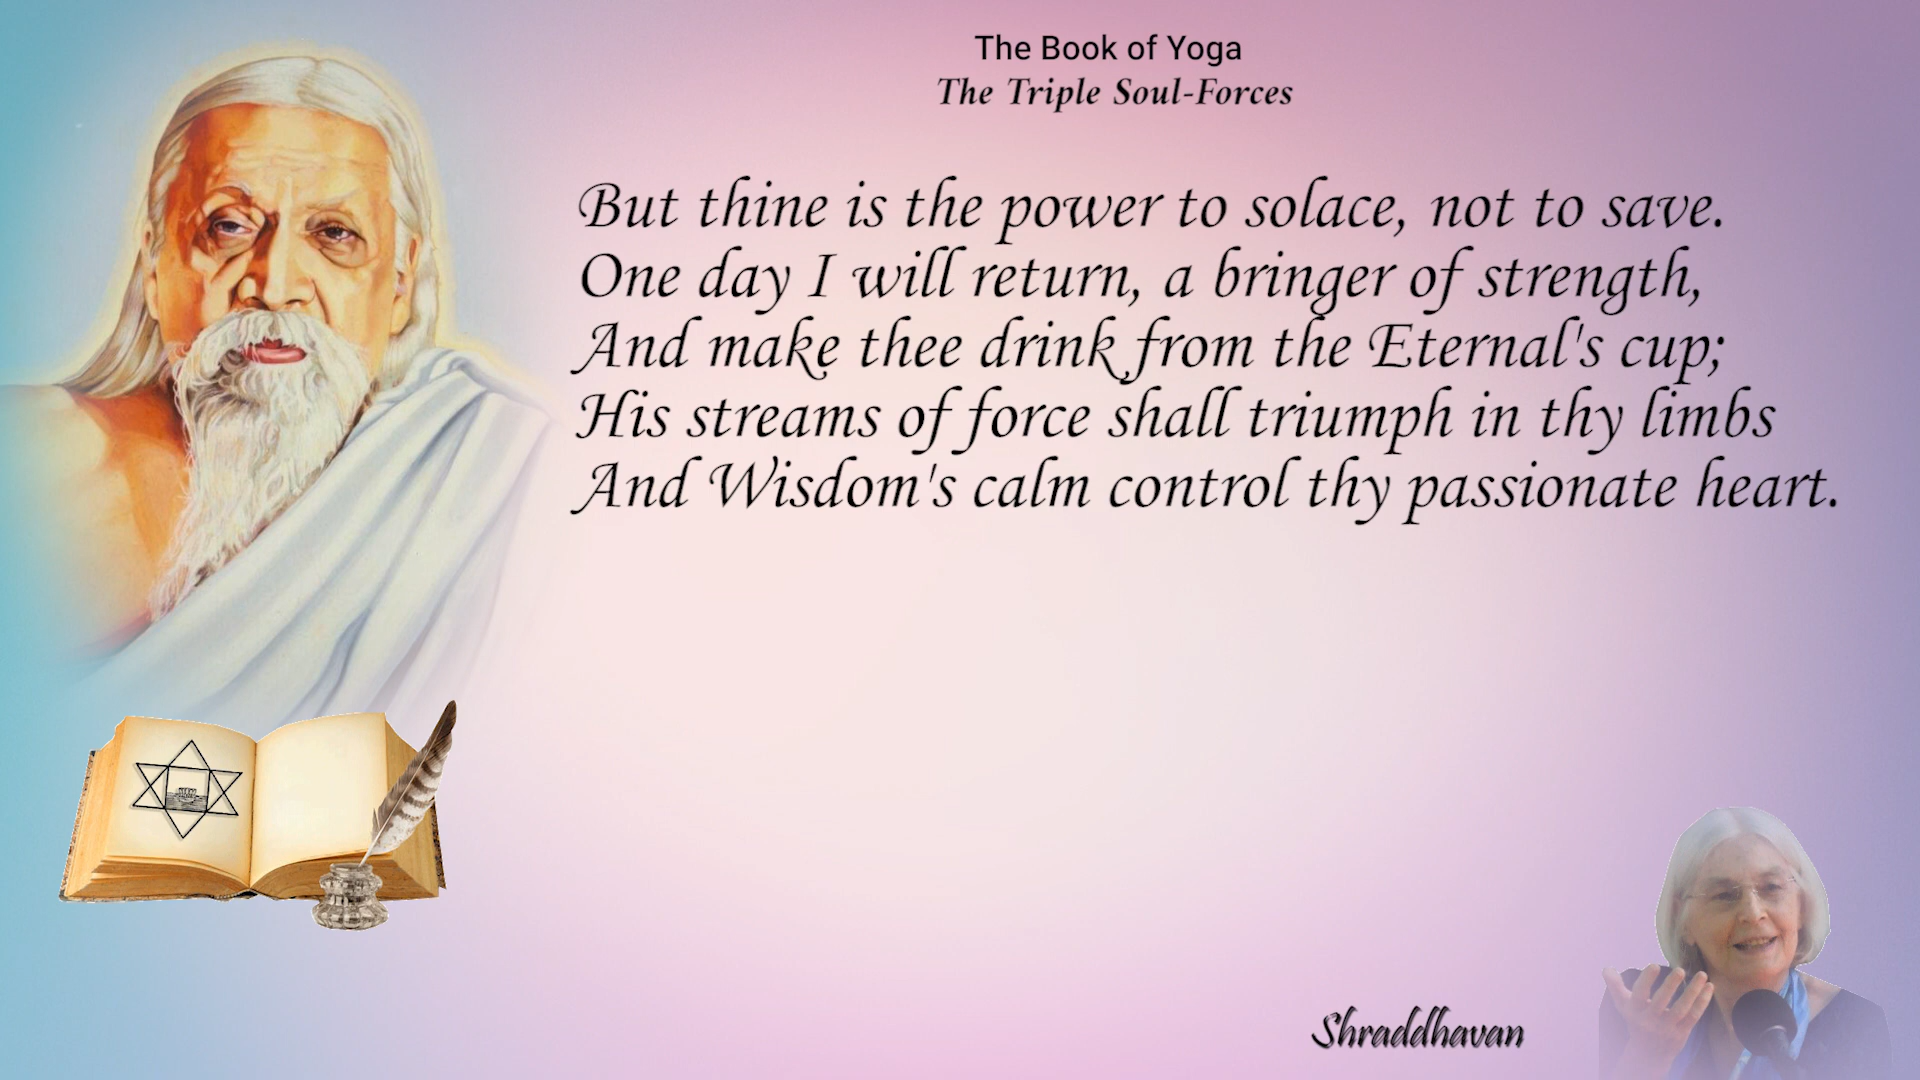 The Book of Yoga
The Triple Soul-Forces
But thine is the power to solace, not to save.
One day I will return, a bringer of strength,
And make thee drink from the Eternal's cup;
His streams of force shall triumph in thy limbs
And Wisdom's calm control thy passionate heart.
Shraddhavan